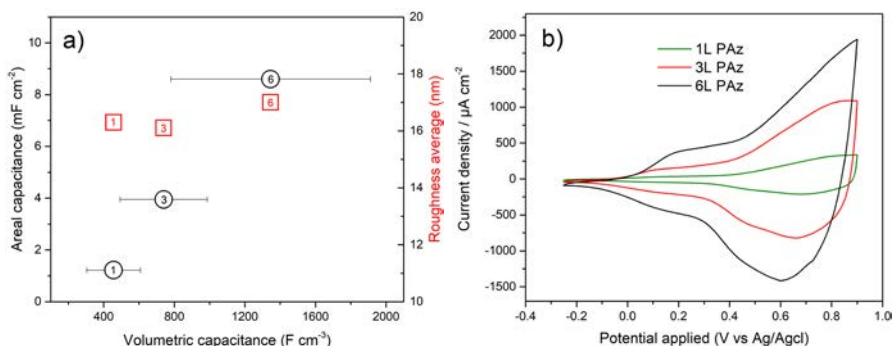 a)
Areal capacitance (mF cm⁻²)
10
8
6
4
2
0
6
6
1
3
3
1
20
18
16
14
12
10
Roughness average (nm)
400 800 1200 1600 2000
Volumetric capacitance (F cm⁻³)
b)
1L PAz
3L PAz
6L PAz
Current density / µA cm⁻²
2000
1500
1000
500
0
-500
-1000
-1500
-0.4 -0.2 0.0 0.2 0.4 0.6 0.8 1.0
Potential applied (V vs Ag/Agcl)